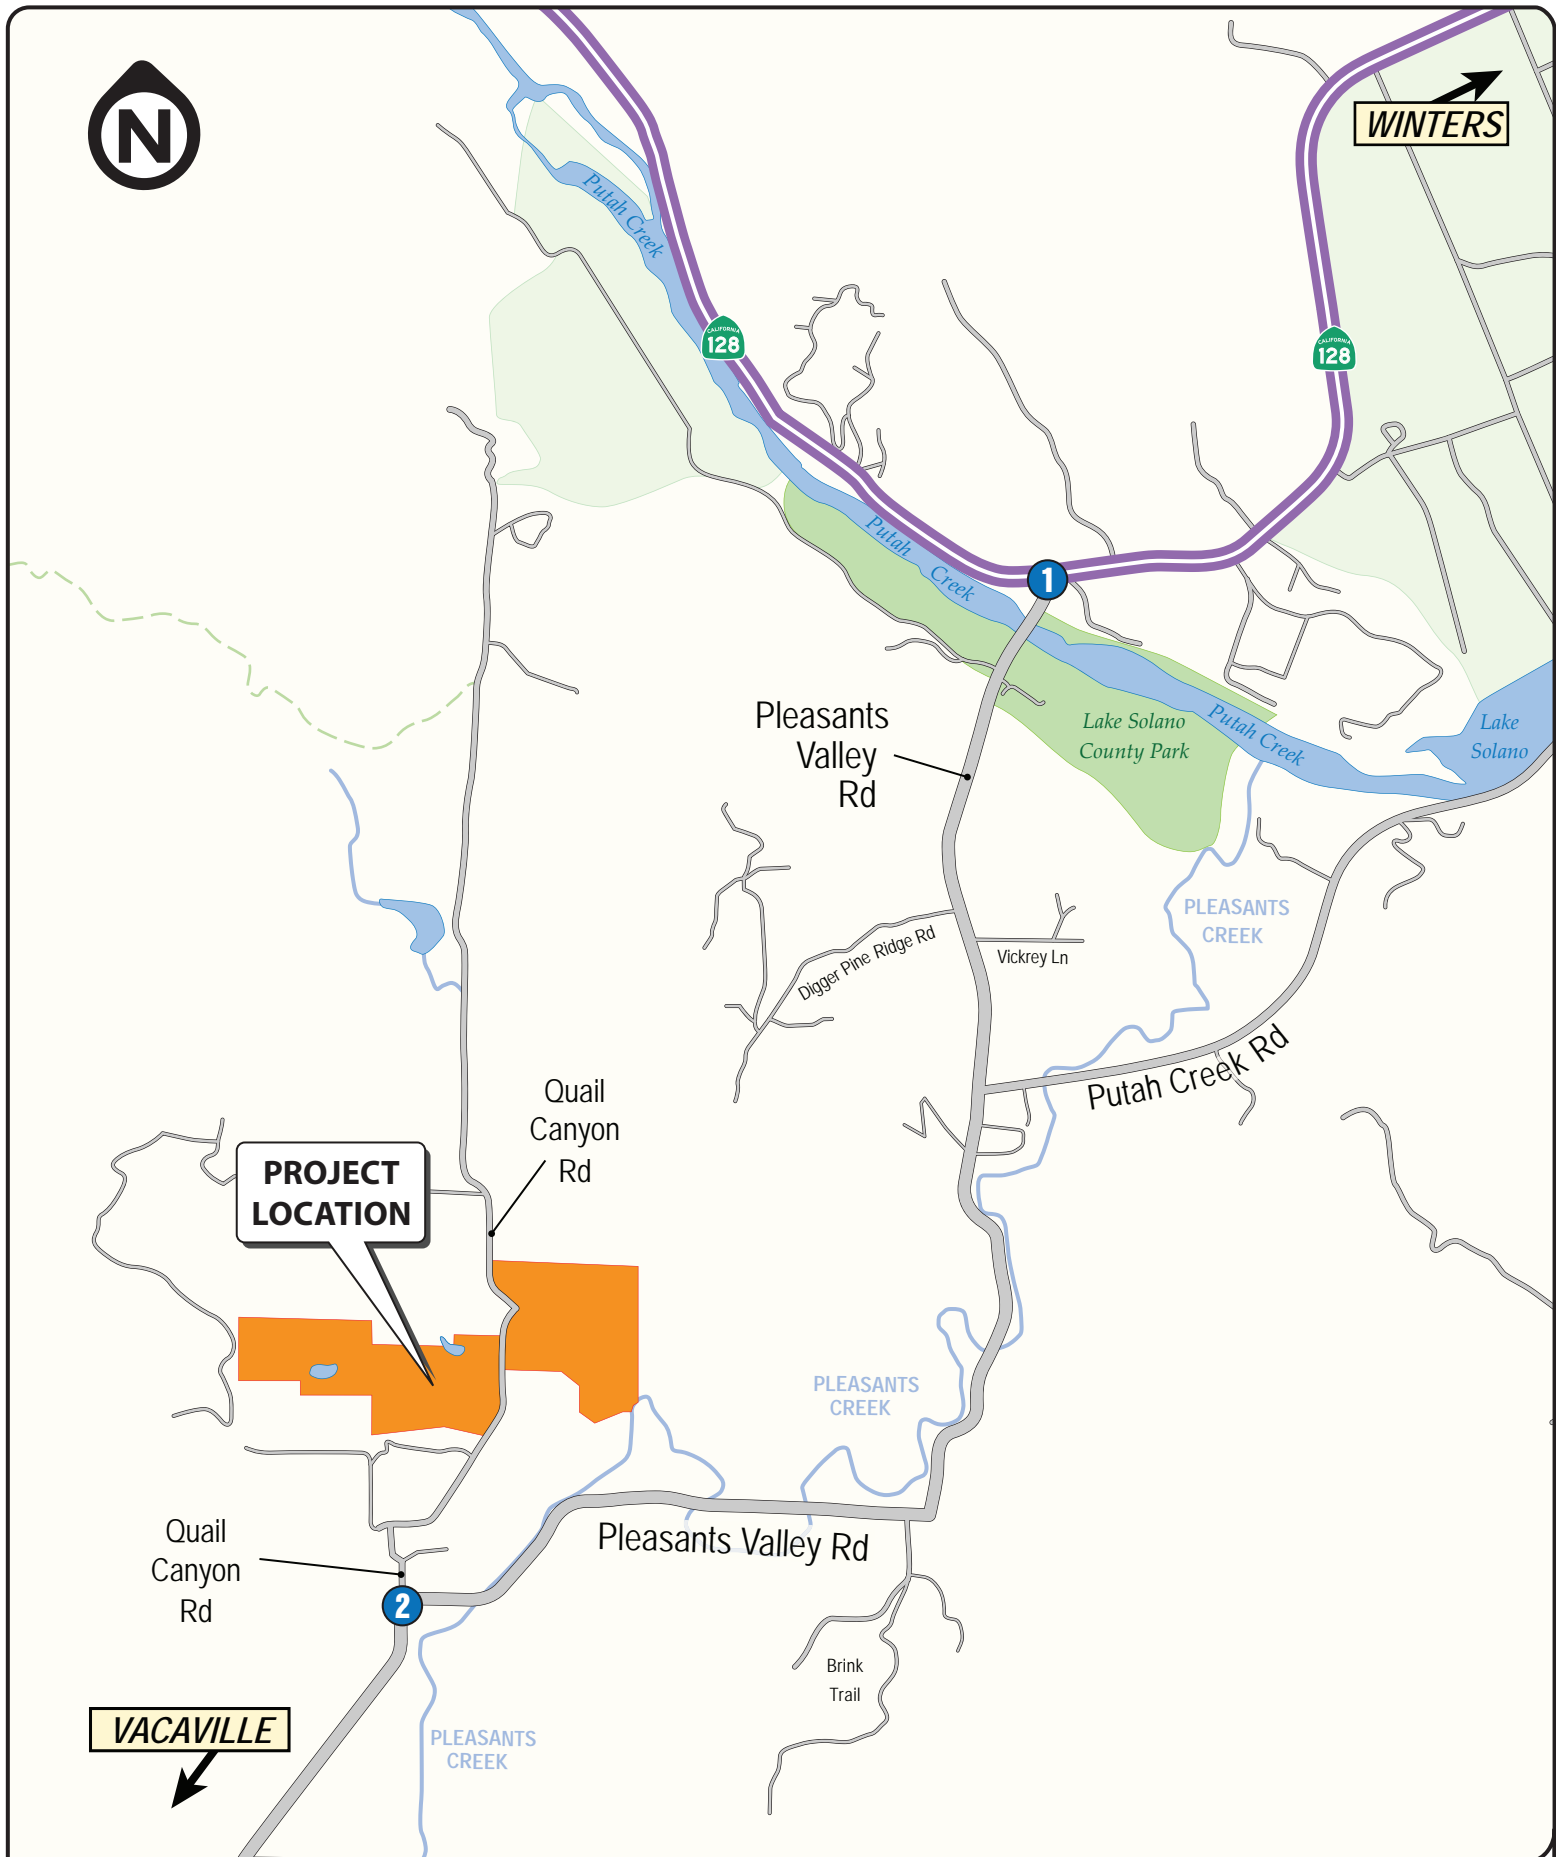 N
WINTERS
Putah Creek
CALIFORNIA
128
CALIFORNIA
128
Putah
Creek
1
Pleasants
Valley
Rd
Lake Solano
County Park
Putah Creek
Lake
Solano
PLEASANTS
CREEK
Digger Pine Ridge Rd
Vickrey Ln
Putah Creek Rd
Quail
Canyon
Rd
PROJECT
LOCATION
PLEASANTS
CREEK
Pleasants Valley Rd
Quail
Canyon
Rd
2
Brink
Trail
VACAVILLE
PLEASANTS
CREEK